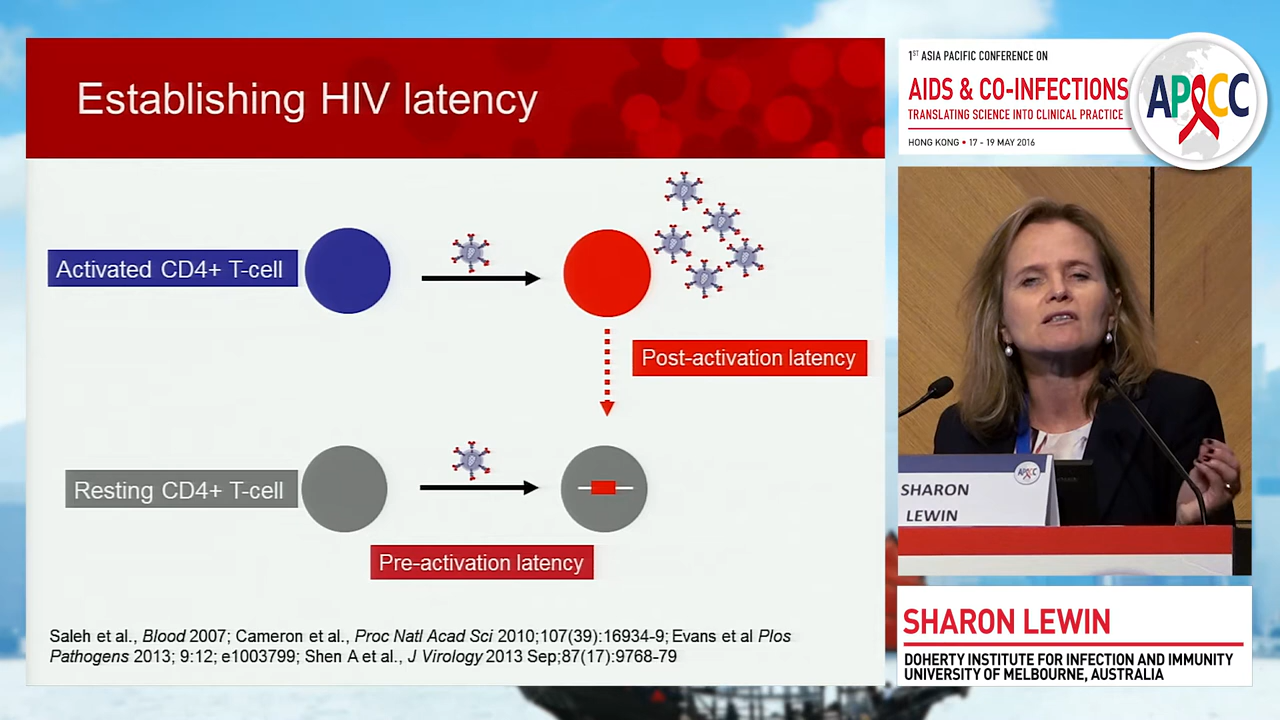 Establishing HIV latency
Activated CD4+ T-cell
Post-activation latency
Resting CD4+ T-cell
Pre-activation latency
Saleh et al., Blood 2007; Cameron et al., Proc Natl Acad Sci 2010;107(39):16934-9; Evans et al Plos
Pathogens 2013; 9:12; e1003799; Shen A et al., J Virology 2013 Sep;87(17):9768-79
1ST ASIA PACIFIC CONFERENCE ON
AIDS & CO-INFECTIONS
TRANSLATING SCIENCE INTO CLINICAL PRACTICE
HONG KONG • 17 - 19 MAY 2016
APACC
SHARON
LEWIN
SHARON LEWIN
DOHERTY INSTITUTE FOR INFECTION AND IMMUNITY
UNIVERSITY OF MELBOURNE, AUSTRALIA